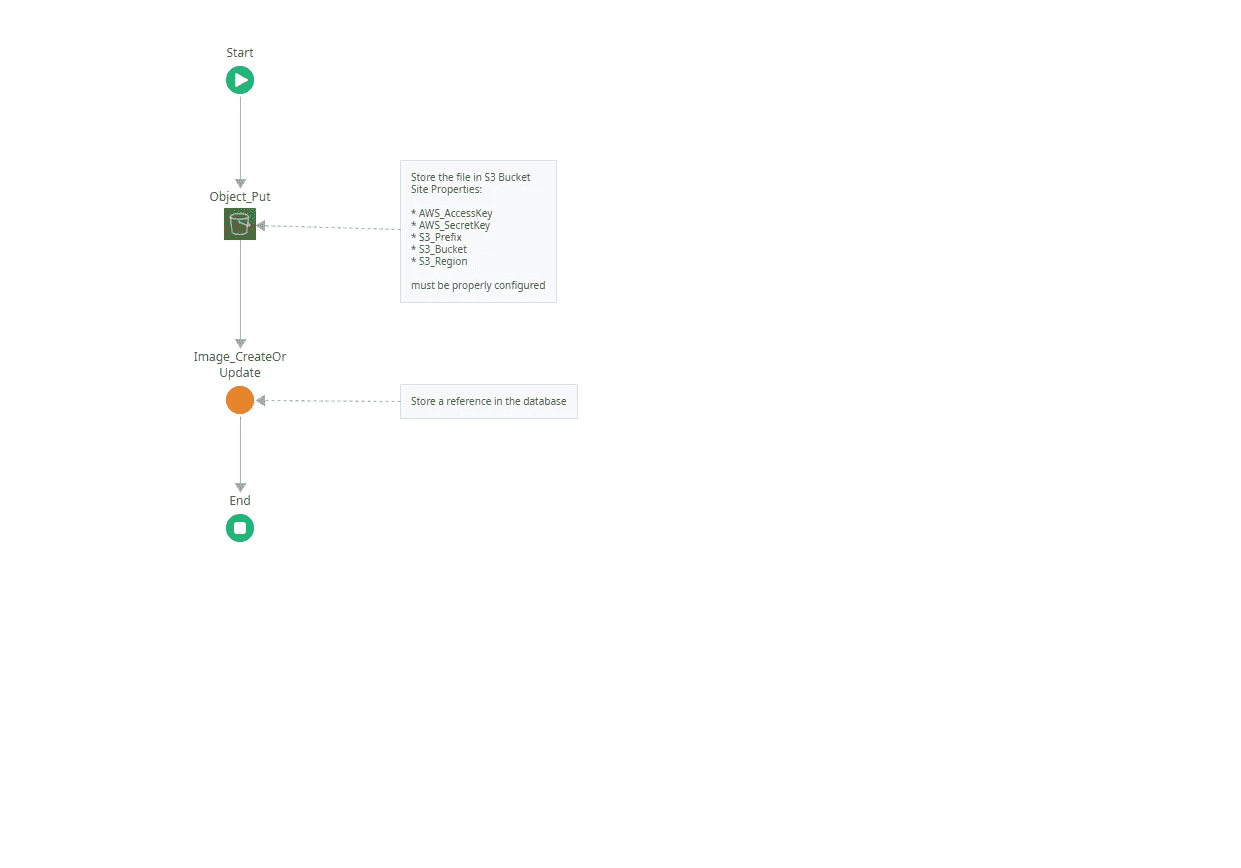 Start
Object_Put
Store the file in S3 Bucket
Site Properties:
* AWS_AccessKey
* AWS_SecretKey
* S3_Prefix
* S3_Bucket
* S3_Region
must be properly configured
Image_CreateOr
Update
Store a reference in the database
End